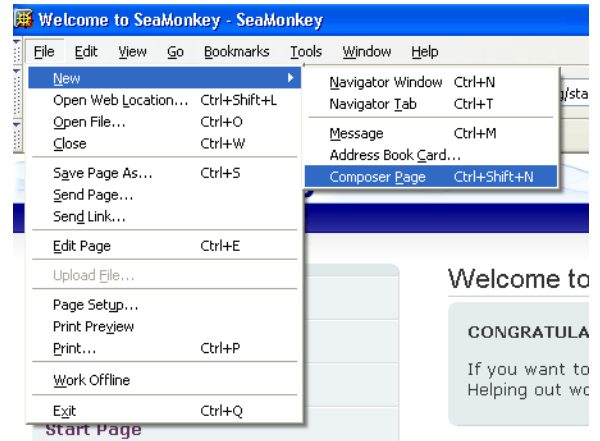 Welcome to SeaMonkey - SeaMonkey
File Edit View Go Bookmarks Tools Window Help
New
Open Web Location... Ctrl+Shift+L
Open File... Ctrl+O
Close Ctrl+W
Save Page As... Ctrl+S
Send Page...
Send Link...
Edit Page Ctrl+E
Upload File...
Page Setup...
Print Preview
Print... Ctrl+P
Work Offline
Exit Ctrl+Q
Navigator Window Ctrl+N
Navigator Tab Ctrl+T
Message Ctrl+M
Address Book Card...
Composer Page Ctrl+Shift+N
g/sta
Welcome to
CONGRATULA
If you want to
Helping out wo
Start Page